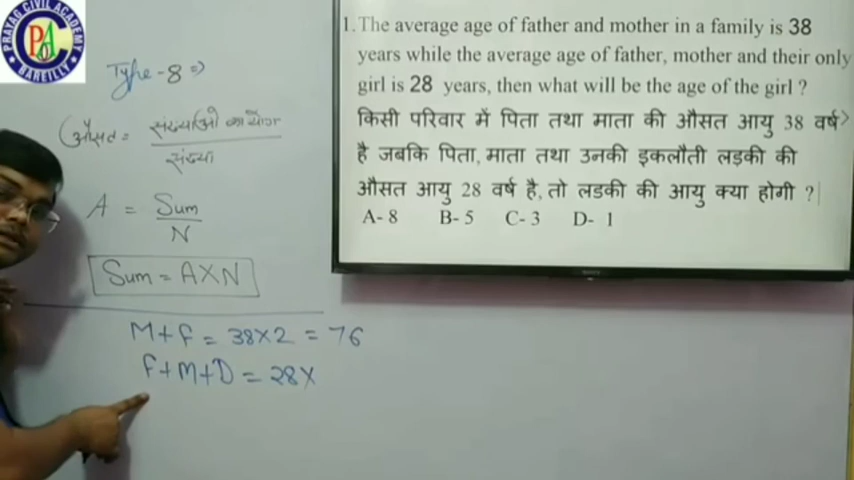 PRAYAG CIVIL ACADEMY
PCA
BAREILLY
Type-8 ⇒
औसत = संख्याओं का योग
संख्या
A = Sum
N
Sum = A×N
M+F = 38×2 = 76
F+M+D = 28×
1. The average age of father and mother in a family is 38
years while the average age of father, mother and their only
girl is 28 years, then what will be the age of the girl ?
किसी परिवार में पिता तथा माता की औसत आयु 38 वर्ष
है जबकि पिता, माता तथा उनकी इकलौती लड़की की
औसत आयु 28 वर्ष है, तो लडकी की आयु क्या होगी ?
A- 8 B- 5 C- 3 D- 1